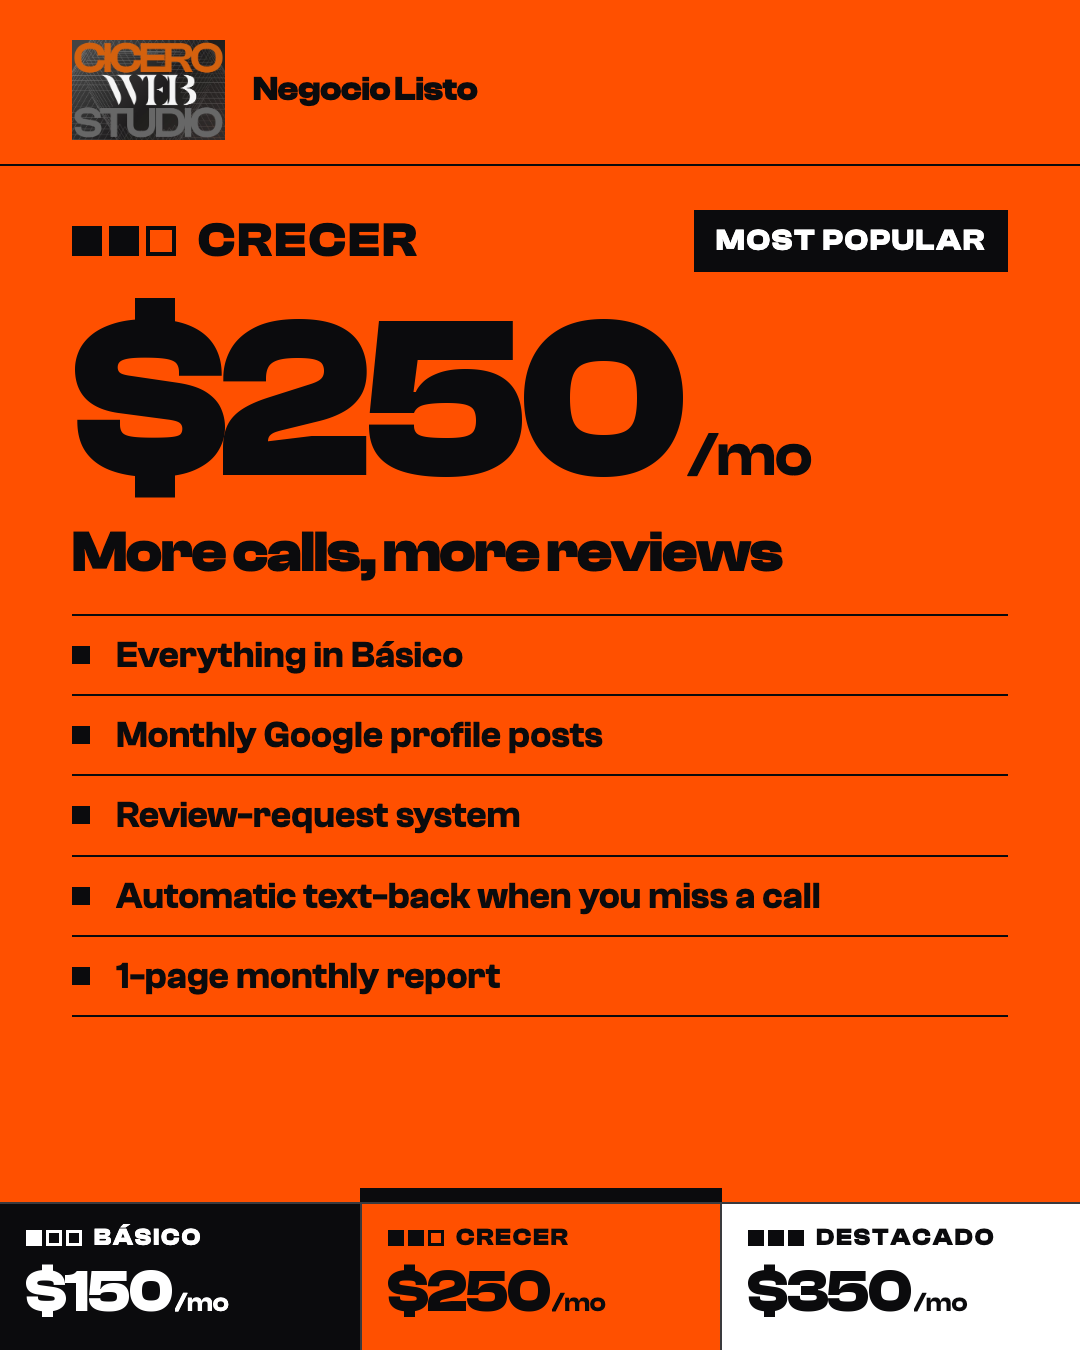 CICERO
WEB
STUDIO
Negocio Listo
CRECER
MOST POPULAR
$250/mo
More calls, more reviews
Everything in Básico
Monthly Google profile posts
Review-request system
Automatic text-back when you miss a call
1-page monthly report
BÁSICO
$150/mo
CRECER
$250/mo
DESTACADO
$350/mo